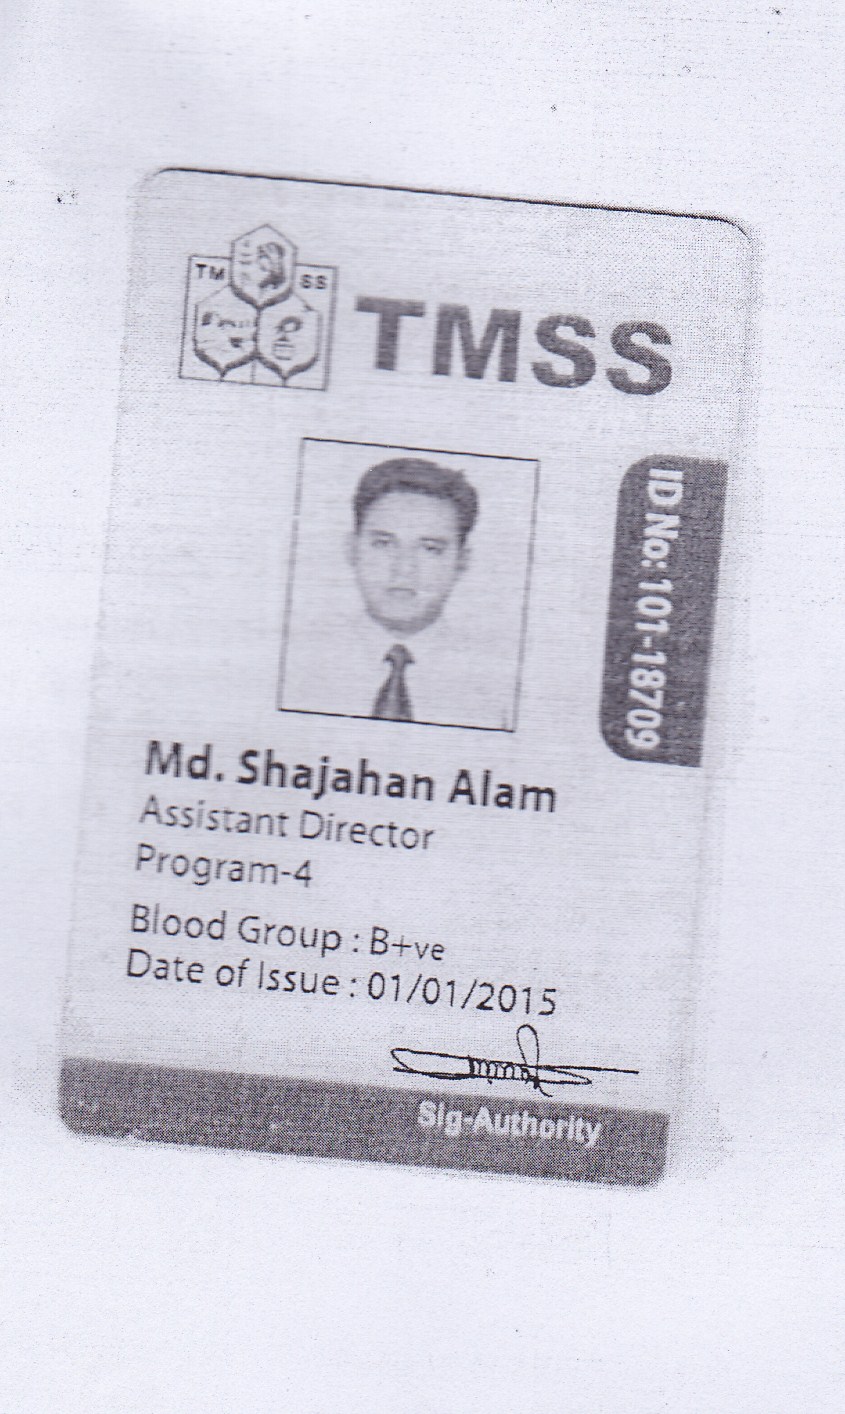 TM SS
TMSS
ID No: 101-18709
Md. Shajahan Alam
Assistant Director
Program-4
Blood Group : B+ve
Date of Issue : 01/01/2015
Sig-Authority